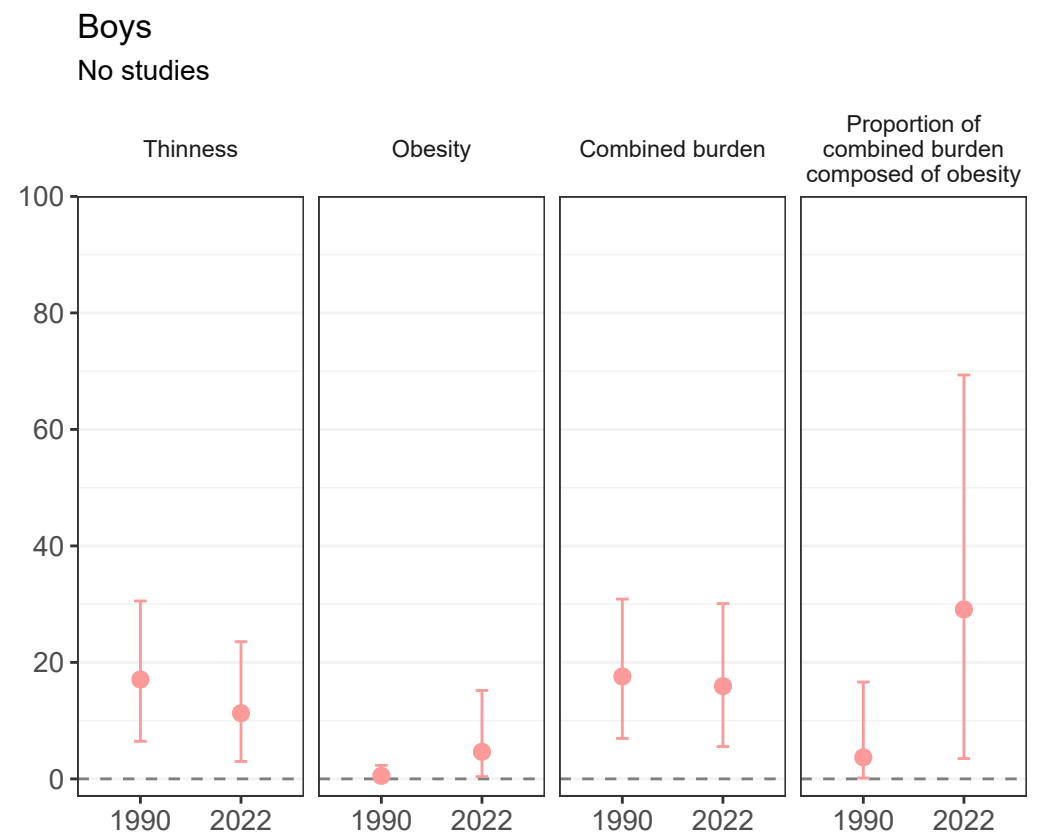 Boys
No studies
Thinness
Obesity
Combined burden
Proportion of
combined burden
composed of obesity
100
80
60
40
20
0
1990 2022 1990 2022 1990 2022 1990 2022